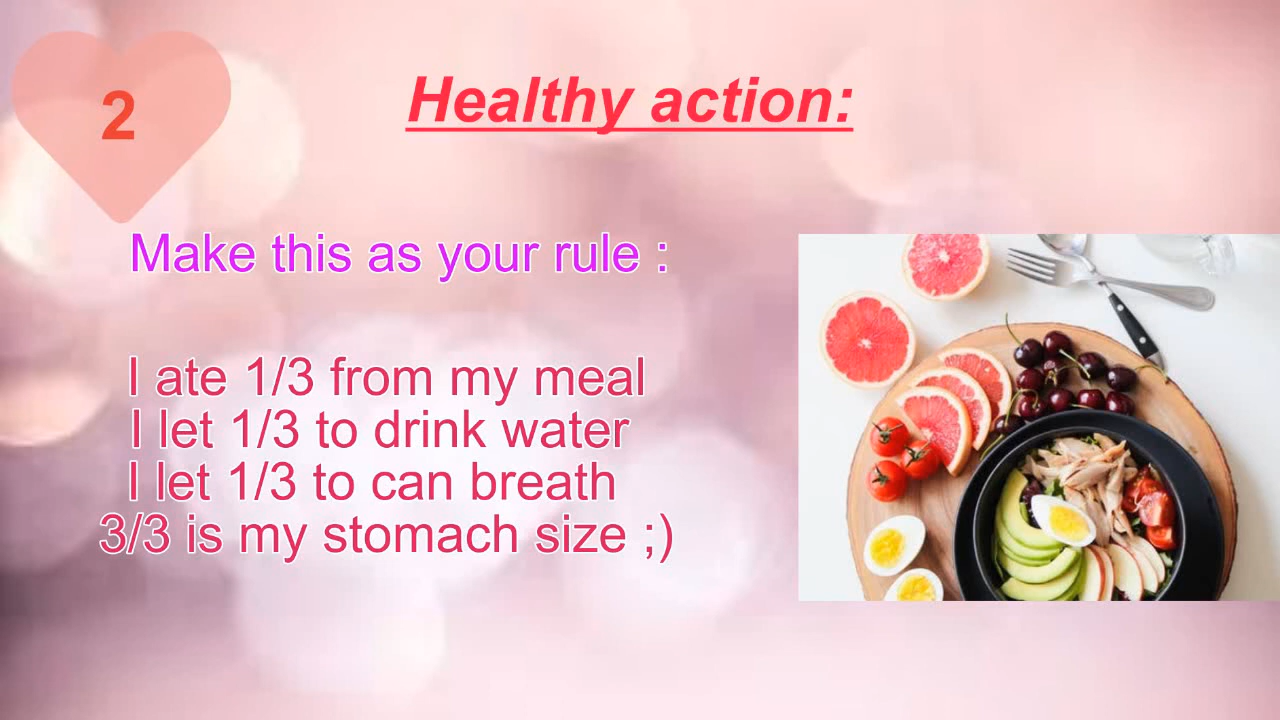 2
Healthy action:
Make this as your rule :
I ate 1/3 from my meal
I let 1/3 to drink water
I let 1/3 to can breath
3/3 is my stomach size ;)